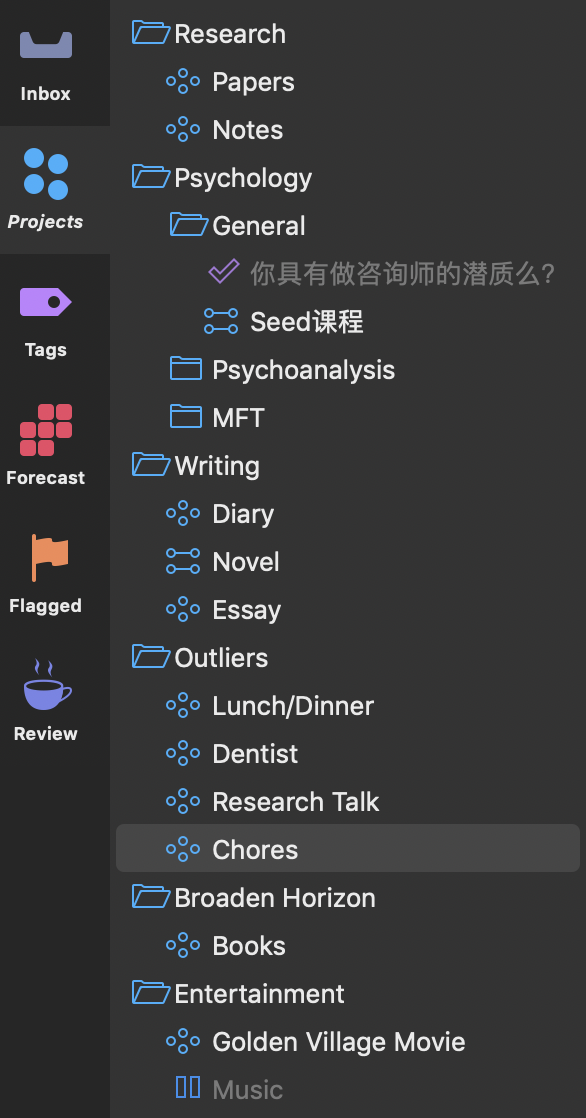 Inbox
Projects
Tags
Forecast
Flagged
Review
Research
Papers
Notes
Psychology
General
你具有做咨询师的潜质么?
Seed课程
Psychoanalysis
MFT
Writing
Diary
Novel
Essay
Outliers
Lunch/Dinner
Dentist
Research Talk
Chores
Broaden Horizon
Books
Entertainment
Golden Village Movie
Music